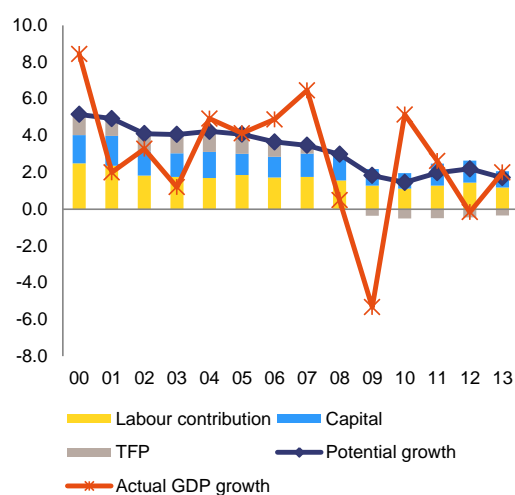 10.0
8.0
6.0
4.0
2.0
0.0
-2.0
-4.0
-6.0
-8.0
00 01 02 03 04 05 06 07 08 09 10 11 12 13
Labour contribution Capital
TFP Potential growth
Actual GDP growth